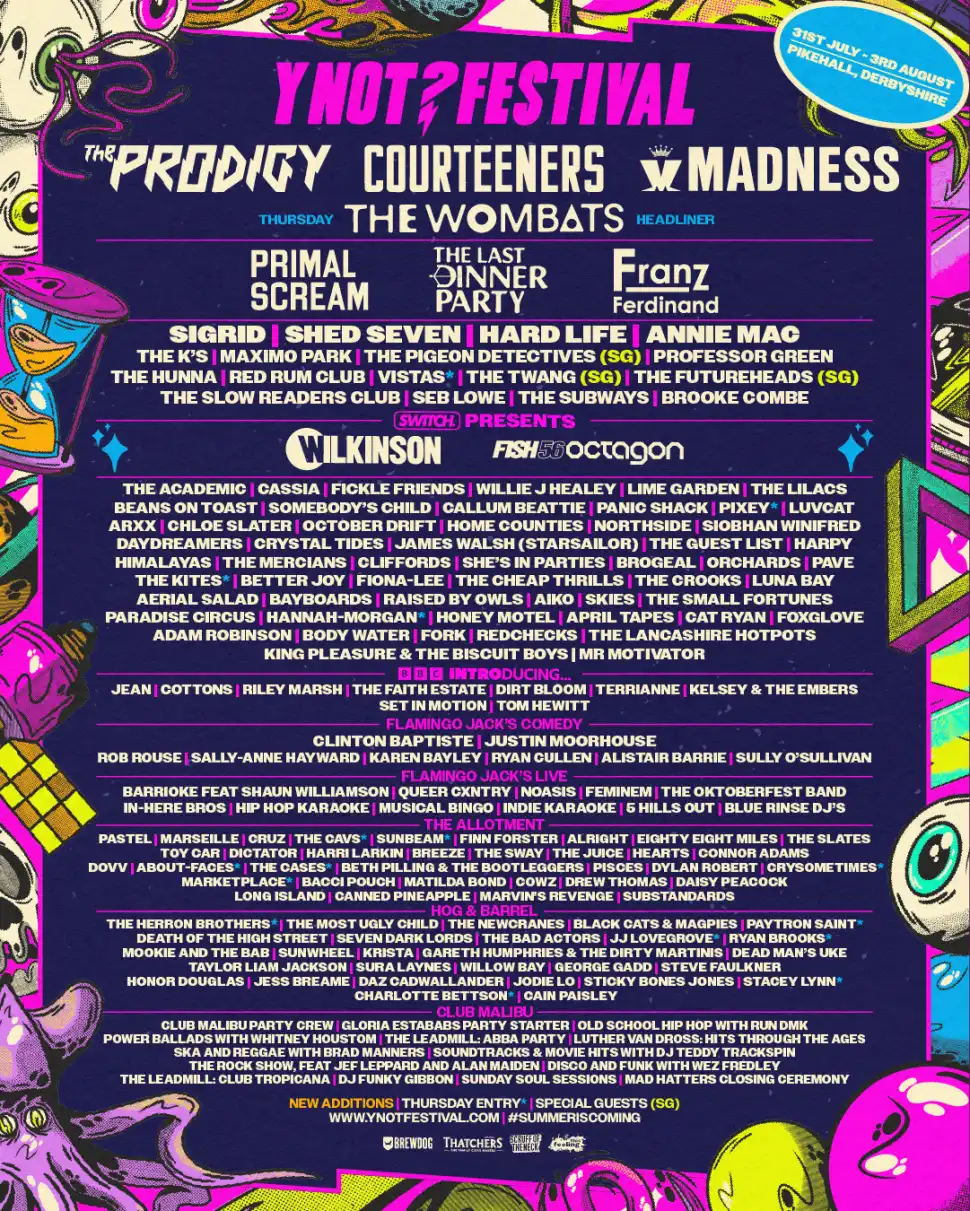 31ST JULY - 3RD AUGUST
PIKEHALL, DERBYSHIRE
Y NOT? FESTIVAL
The PRODIGY COURTEENERS MADNESS
THURSDAY THE WOMBATS HEADLINER
PRIMAL SCREAM THE LAST DINNER PARTY Franz Ferdinand
SIGRID | SHED SEVEN | HARD LIFE | ANNIE MAC
THE K'S | MAXIMO PARK | THE PIGEON DETECTIVES (SG) | PROFESSOR GREEN
THE HUNNA | RED RUM CLUB | VISTAS* | THE TWANG (SG) | THE FUTUREHEADS (SG)
THE SLOW READERS CLUB | SEB LOWE | THE SUBWAYS | BROOKE COMBE
SWITCH. PRESENTS
WILKINSON FISH56OCTAGON
THE ACADEMIC | CASSIA | FICKLE FRIENDS | WILLIE J HEALEY | LIME GARDEN | THE LILACS
BEANS ON TOAST | SOMEBODY'S CHILD | CALLUM BEATTIE | PANIC SHACK | PIXEY* | LUVCAT
ARXX | CHLOE SLATER | OCTOBER DRIFT | HOME COUNTIES | NORTHSIDE | SIOBHAN WINIFRED
DAYDREAMERS | CRYSTAL TIDES | JAMES WALSH (STARSAILOR) | THE GUEST LIST | HARPY
HIMALAYAS | THE MERCIANS | CLIFFORDS | SHE'S IN PARTIES | BROGEAL | ORCHARDS | PAVE
THE KITES* | BETTER JOY | FIONA-LEE | THE CHEAP THRILLS | THE CROOKS | LUNA BAY
AERIAL SALAD | BAYBOARDS | RAISED BY OWLS | AIKO | SKIES | THE SMALL FORTUNES
PARADISE CIRCUS | HANNAH-MORGAN* | HONEY MOTEL | APRIL TAPES | CAT RYAN | FOXGLOVE
ADAM ROBINSON | BODY WATER | FORK | REDCHECKS | THE LANCASHIRE HOTPOTS
KING PLEASURE & THE BISCUIT BOYS | MR MOTIVATOR
BBC INTRODUCING...
JEAN | COTTONS | RILEY MARSH | THE FAITH ESTATE | DIRT BLOOM | TERRIANNE | KELSEY & THE EMBERS
SET IN MOTION | TOM HEWITT
FLAMINGO JACK'S COMEDY
CLINTON BAPTISTE | JUSTIN MOORHOUSE
ROB ROUSE | SALLY-ANNE HAYWARD | KAREN BAYLEY | RYAN CULLEN | ALISTAIR BARRIE | SULLY O'SULLIVAN
FLAMINGO JACK'S LIVE
BARRIOKE FEAT SHAUN WILLIAMSON | QUEER CXNTRY | NOASIS | FEMINEM | THE OKTOBERFEST BAND
IN-HERE BROS | HIP HOP KARAOKE | MUSICAL BINGO | INDIE KARAOKE | 5 HILLS OUT | BLUE RINSE DJ'S
THE ALLOTMENT
PASTEL | MARSEILLE | CRUZ | THE CAVS* | SUNBEAM* | FINN FORSTER | ALRIGHT | EIGHTY EIGHT MILES | THE SLATES
TOY CAR | DICTATOR | HARRI LARKIN | BREEZE | THE SWAY | THE JUICE | HEARTS | CONNOR ADAMS
DOVV | ABOUT-FACES* | THE CASES* | BETH PILLING & THE BOOTLEGGERS | PISCES | DYLAN ROBERT | CRYSOMETIMES*
MARKETPLACE* | BACCI POUCH | MATILDA BOND | COWZ | DREW THOMAS | DAISY PEACOCK
LONG ISLAND | CANNED PINEAPPLE | MARVIN'S REVENGE | SUBSTANDARDS
HOG & BARREL
THE HERRON BROTHERS* | THE MOST UGLY CHILD | THE NEWCRANES | BLACK CATS & MAGPIES | PAYTRON SAINT*
DEATH OF THE HIGH STREET | SEVEN DARK LORDS | THE BAD ACTORS | JJ LOVEGROVE* | RYAN BROOKS*
MOOKIE AND THE BAB | SUNWHEEL | KRISTA | GARETH HUMPHRIES & THE DIRTY MARTINIS | DEAD MAN'S UKE
TAYLOR LIAM JACKSON | SURA LAYNES | WILLOW BAY | GEORGE GADD | STEVE FAULKNER
HONOR DOUGLAS | JESS BREAME | DAZ CADWALLANDER | JODIE LO | STICKY BONES JONES | STACEY LYNN*
CHARLOTTE BETTSON* | CAIN PAISLEY
CLUB MALIBU
CLUB MALIBU PARTY CREW | GLORIA ESTABABS PARTY STARTER | OLD SCHOOL HIP HOP WITH RUN DMK
POWER BALLADS WITH WHITNEY HOUSTOM | THE LEADMILL: ABBA PARTY | LUTHER VAN DROSS: HITS THROUGH THE AGES
SKA AND REGGAE WITH BRAD MANNERS | SOUNDTRACKS & MOVIE HITS WITH DJ TEDDY TRACKSPIN
THE ROCK SHOW, FEAT JEF LEPPARD AND ALAN MAIDEN | DISCO AND FUNK WITH WEZ FREDLEY
THE LEADMILL: CLUB TROPICANA | DJ FUNKY GIBBON | SUNDAY SOUL SESSIONS | MAD HATTERS CLOSING CEREMONY
NEW ADDITIONS | THURSDAY ENTRY* | SPECIAL GUESTS (SG)
WWW.YNOTFESTIVAL.COM | #SUMMERISCOMING
BREWDOG THATCHERS SCRUFF OF THE NECK feeling